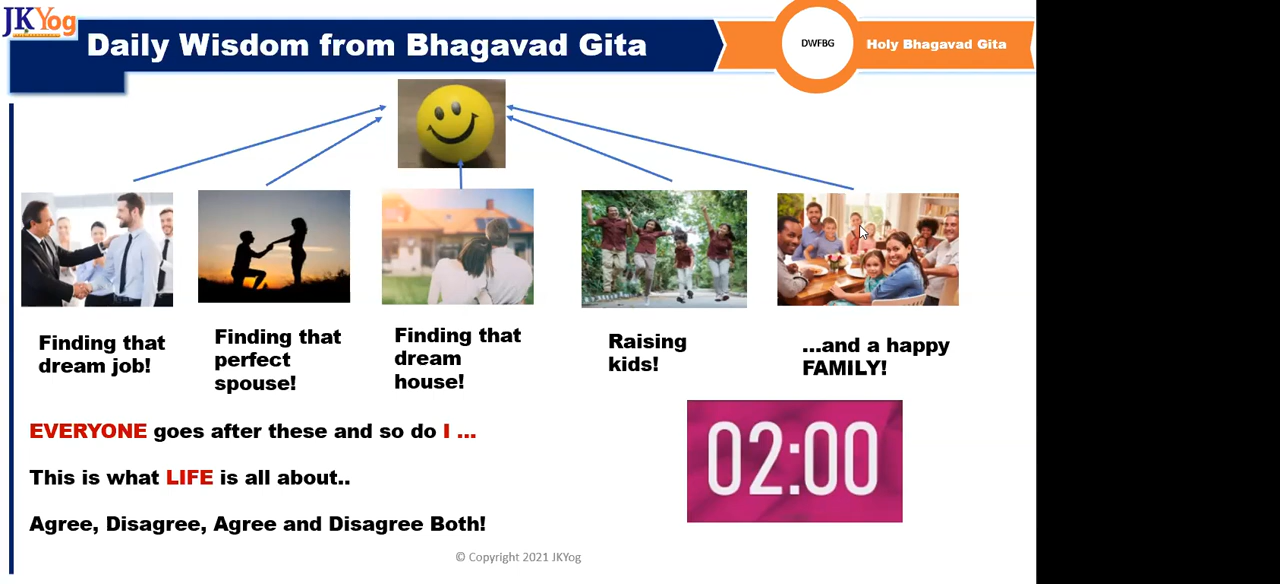 JKYog
Daily Wisdom from Bhagavad Gita
DWFBG
Holy Bhagavad Gita
Finding that
dream job!
Finding that
perfect
spouse!
Finding that
dream
house!
Raising
kids!
...and a happy
FAMILY!
EVERYONE goes after these and so do I ...
This is what LIFE is all about..
Agree, Disagree, Agree and Disagree Both!
02:00
© Copyright 2021 JKYog